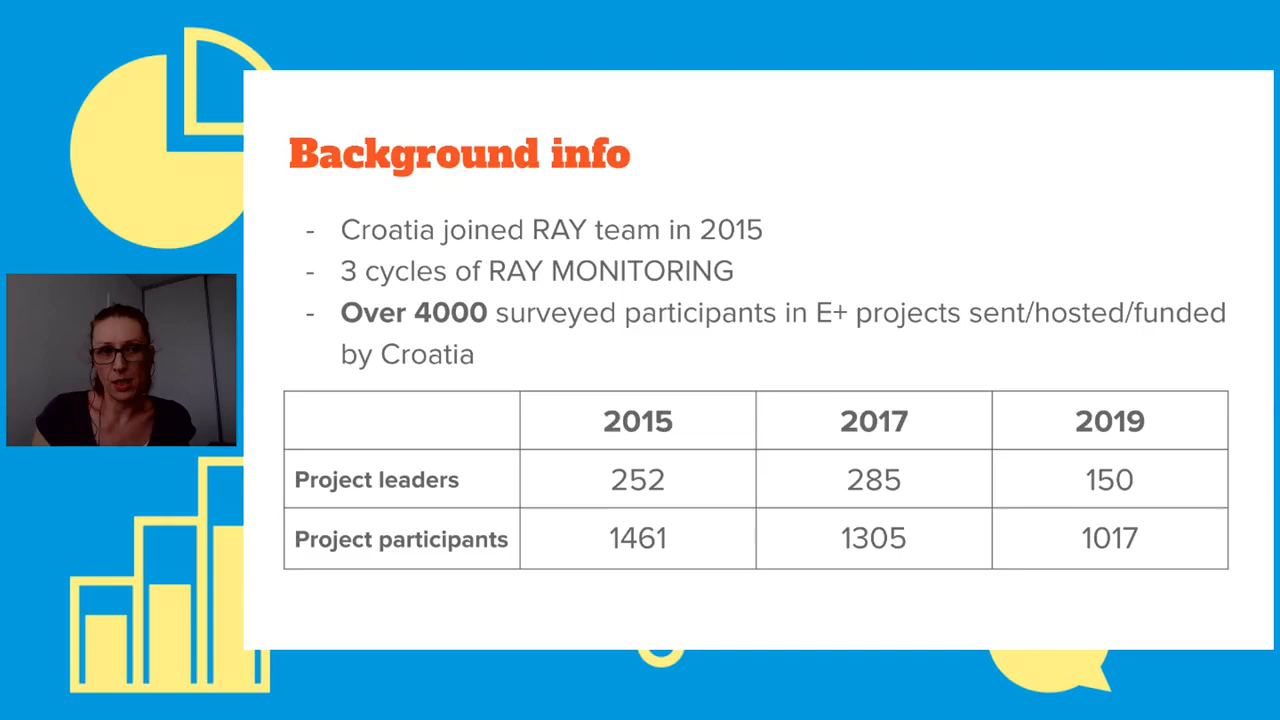 Background info
- Croatia joined RAY team in 2015
- 3 cycles of RAY MONITORING
- Over 4000 surveyed participants in E+ projects sent/hosted/funded
by Croatia
2015 2017 2019
Project leaders 252 285 150
Project participants 1461 1305 1017